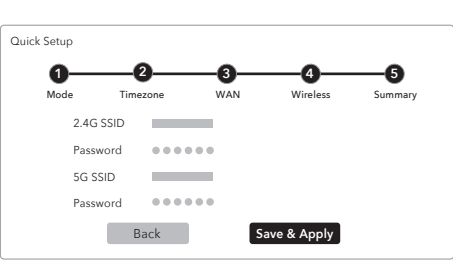 Quick Setup
1 2 3 4 5
Mode Timezone WAN Wireless Summary
2.4G SSID
Password
5G SSID
Password
Back Save & Apply